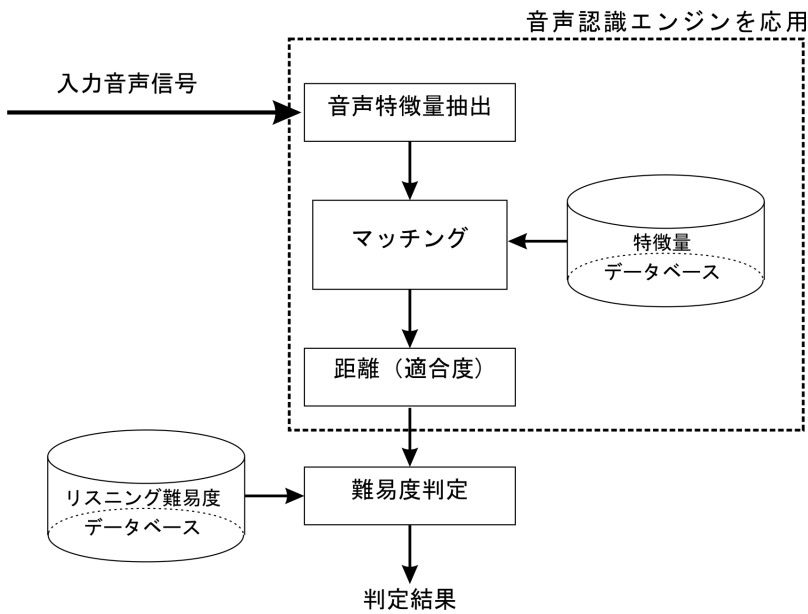 音声認識エンジンを応用
入力音声信号
音声特徴量抽出
マッチング
特徴量
データベース
距離（適合度）
リスニング難易度
データベース
難易度判定
判定結果